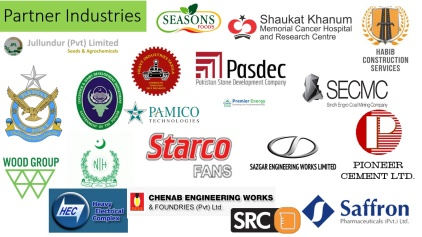 Partner Industries
SEASONS
FOODS
Shaukat Khanum
Memorial Cancer Hospital
and Research Centre
HABIB
CONSTRUCTION
SERVICES
Jullundur (Pvt) Limited
Seeds & Agrochemicals
Pasdec
Pakistan Stone Development Company
SECMC
Sindh Engro Coal Mining Company
Premier Energy
PAMICO
TECHNOLOGIES
Starco
FANS
SAZGAR ENGINEERING WORKS LIMITED
PIONEER
CEMENT LTD.
WOOD GROUP
NIH
HEC
Heavy
Electrical
Complex
CHENAB ENGINEERING WORKS
& FOUNDRIES (Pvt) Ltd
SRC
Saffron
Pharmaceuticals (Pvt.) Ltd.